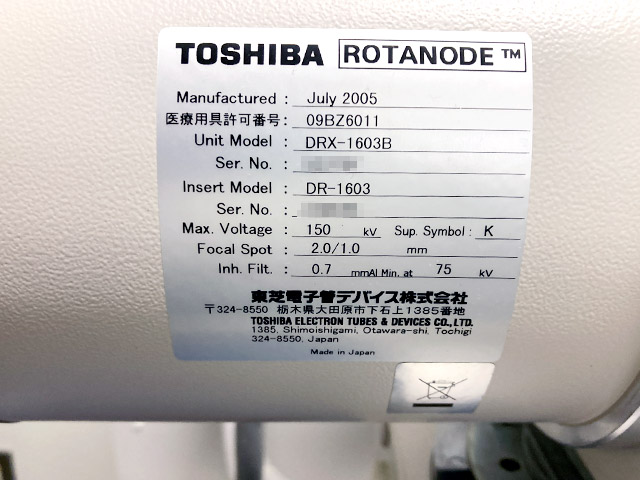 TOSHIBA ROTANODE™
Manufactured : July 2005
医療用具許可番号: 09BZ6011
Unit Model : DRX-1603B
Ser. No. :
Insert Model : DR-1603
Ser. No. :
Max. Voltage : 150 kV Sup. Symbol : K
Focal Spot : 2.0/1.0 mm
Inh. Filt. : 0.7 mmAl Min. at 75 kV
東芝電子管デバイス株式会社
〒324-8550 栃木県大田原市下石上1385番地
TOSHIBA ELECTRON TUBES & DEVICES CO., LTD.
1385, Shimoishigami, Otawara-shi, Tochigi
324-8550, Japan
Made in Japan